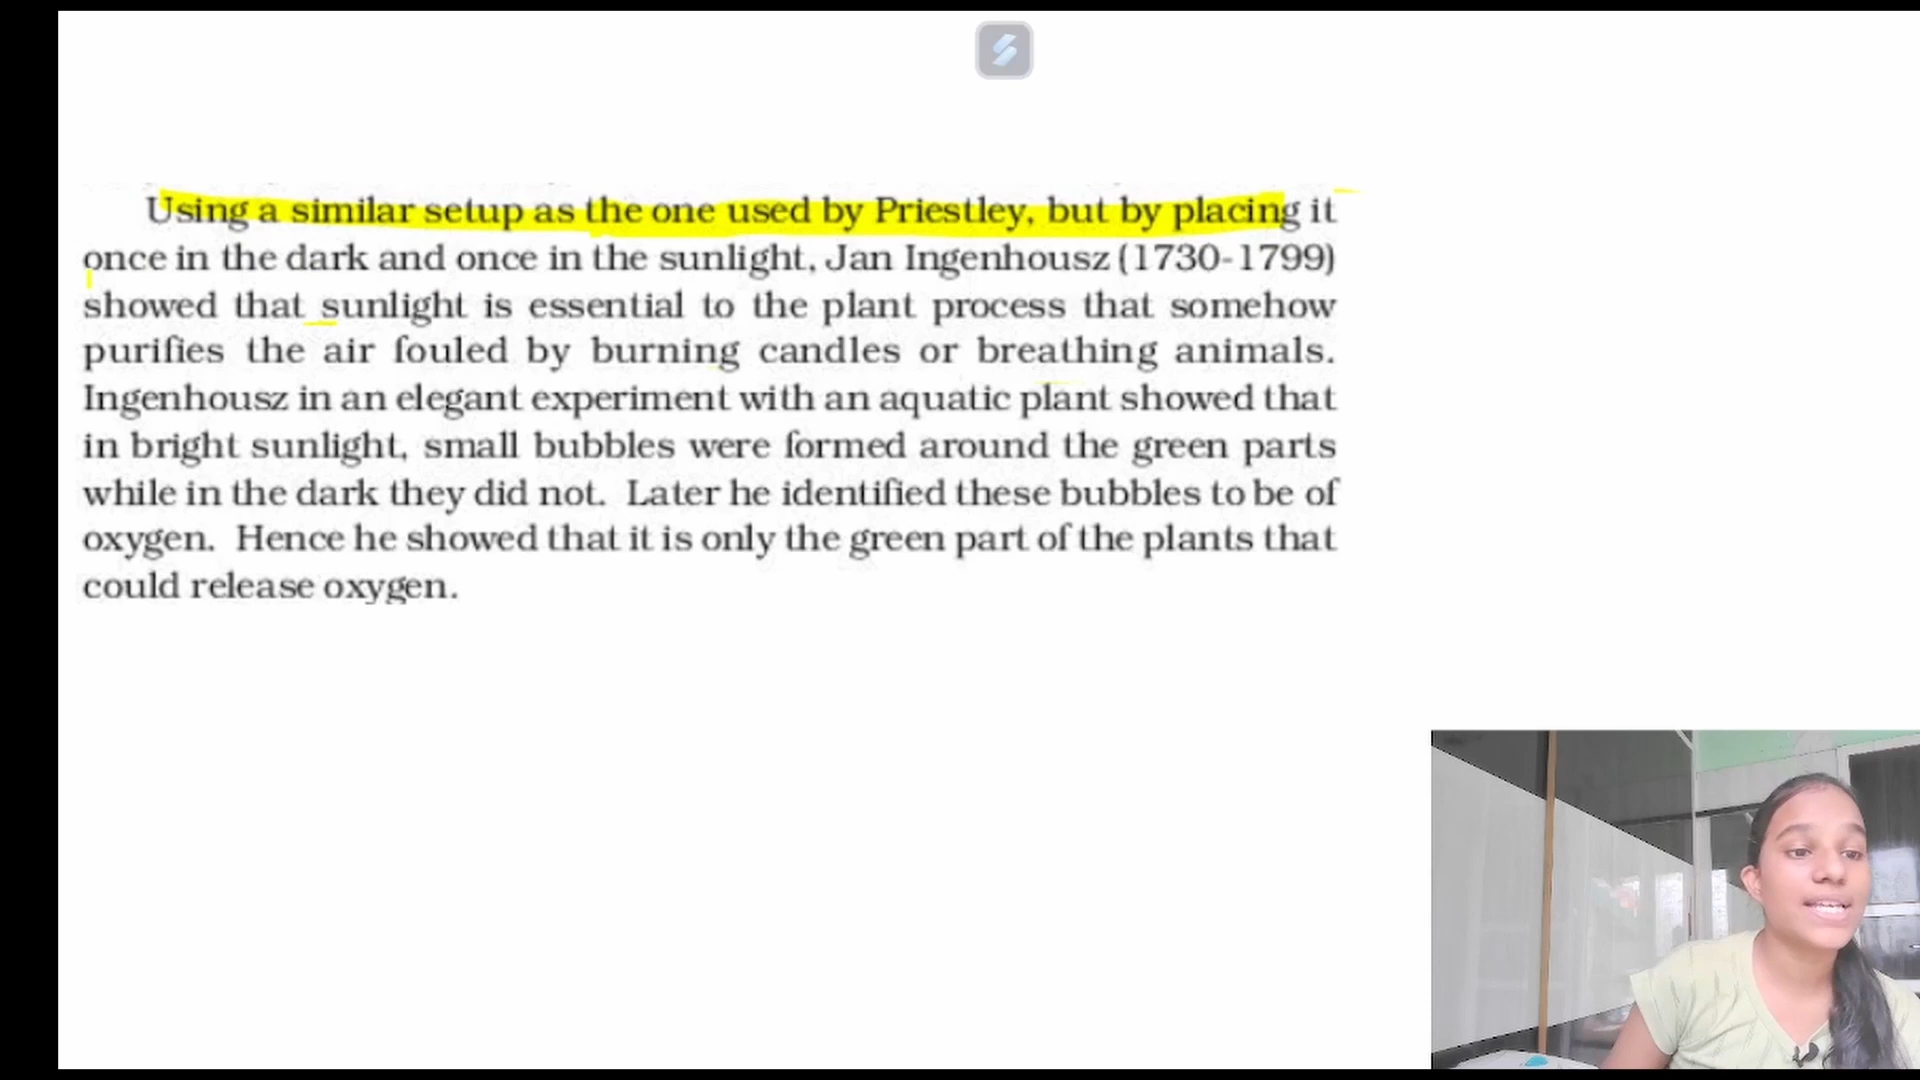 Using a similar setup as the one used by Priestley, but by placing it
once in the dark and once in the sunlight, Jan Ingenhousz (1730-1799)
showed that sunlight is essential to the plant process that somehow
purifies the air fouled by burning candles or breathing animals.
Ingenhousz in an elegant experiment with an aquatic plant showed that
in bright sunlight, small bubbles were formed around the green parts
while in the dark they did not. Later he identified these bubbles to be of
oxygen. Hence he showed that it is only the green part of the plants that
could release oxygen.